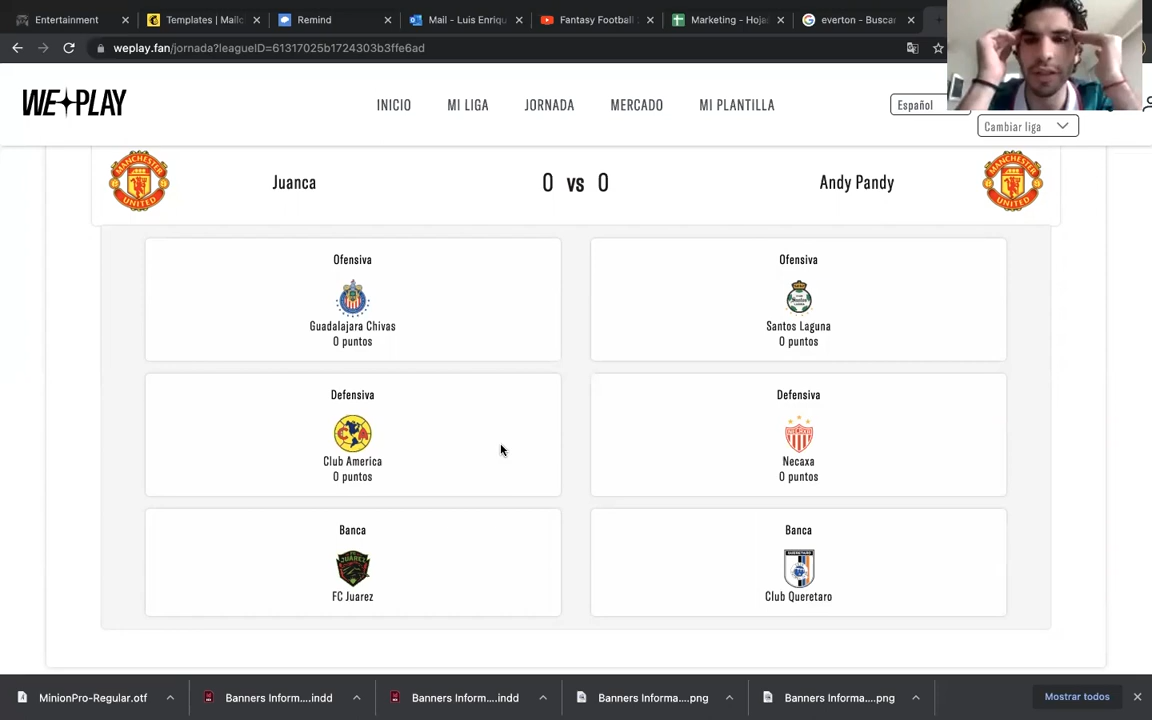 Entertainment
Templates | Mailc
Remind
Mail - Luis Enriqu
Fantasy Football
Marketing - Hoja
everton - Buscar
weplay.fan/jornada?leagueID=61317025b1724303b3ffe6ad
WE PLAY
INICIO
MI LIGA
JORNADA
MERCADO
MI PLANTILLA
Español
Cambiar liga
MANCHESTER UNITED
Juanca
0 vs 0
Andy Pandy
MANCHESTER UNITED
Ofensiva
Guadalajara Chivas
0 puntos
Ofensiva
Santos Laguna
0 puntos
Defensiva
Club America
0 puntos
Defensiva
Necaxa
0 puntos
Banca
FC Juarez
Banca
Club Queretaro
MinionPro-Regular.otf
Banners Inform....indd
Banners Inform....indd
Banners Informa....png
Banners Informa....png
Mostrar todos